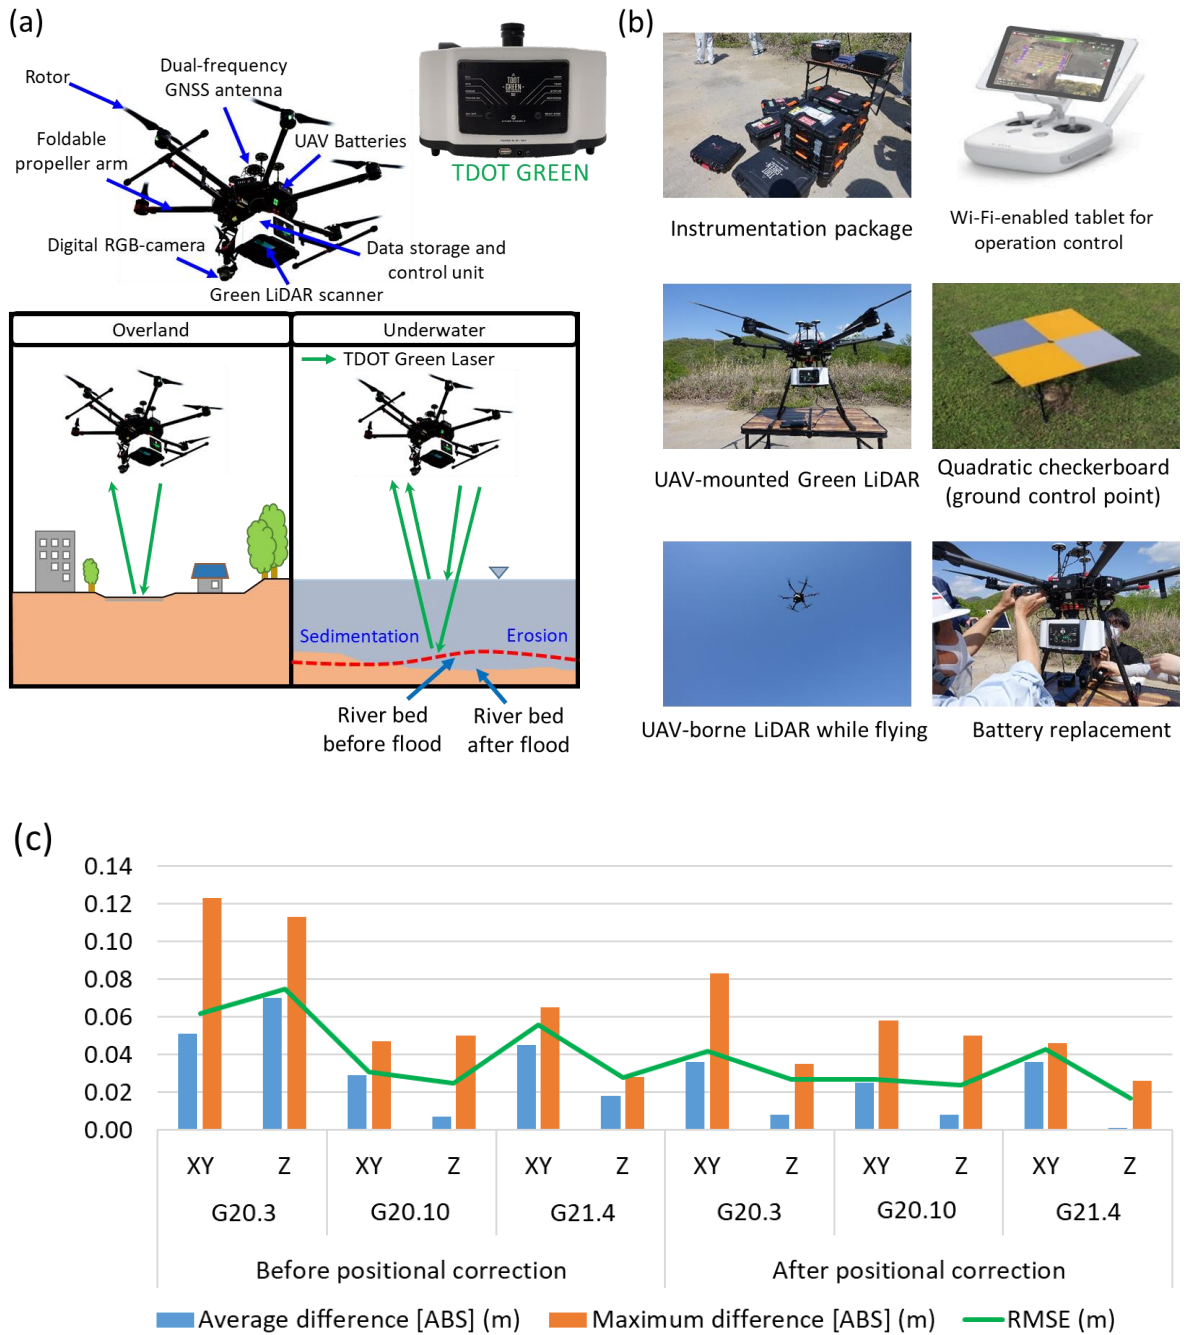 (a)
Rotor
Dual-frequency
GNSS antenna
Foldable
propeller arm
UAV Batteries
TDOT
GREEN
TDOT GREEN
Digital RGB-camera
Data storage and
control unit
Green LiDAR scanner
Overland
Underwater
TDOT Green Laser
Sedimentation
Erosion
River bed
before flood
River bed
after flood
(b)
Instrumentation package
Wi-Fi-enabled tablet for
operation control
UAV-mounted Green LiDAR
Quadratic checkerboard
(ground control point)
UAV-borne LiDAR while flying
Battery replacement
(c)
0.14
0.12
0.10
0.08
0.06
0.04
0.02
0.00
XY Z XY Z XY Z XY Z XY Z XY Z
G20.3 G20.10 G21.4 G20.3 G20.10 G21.4
Before positional correction After positional correction
Average difference [ABS] (m) Maximum difference [ABS] (m) RMSE (m)